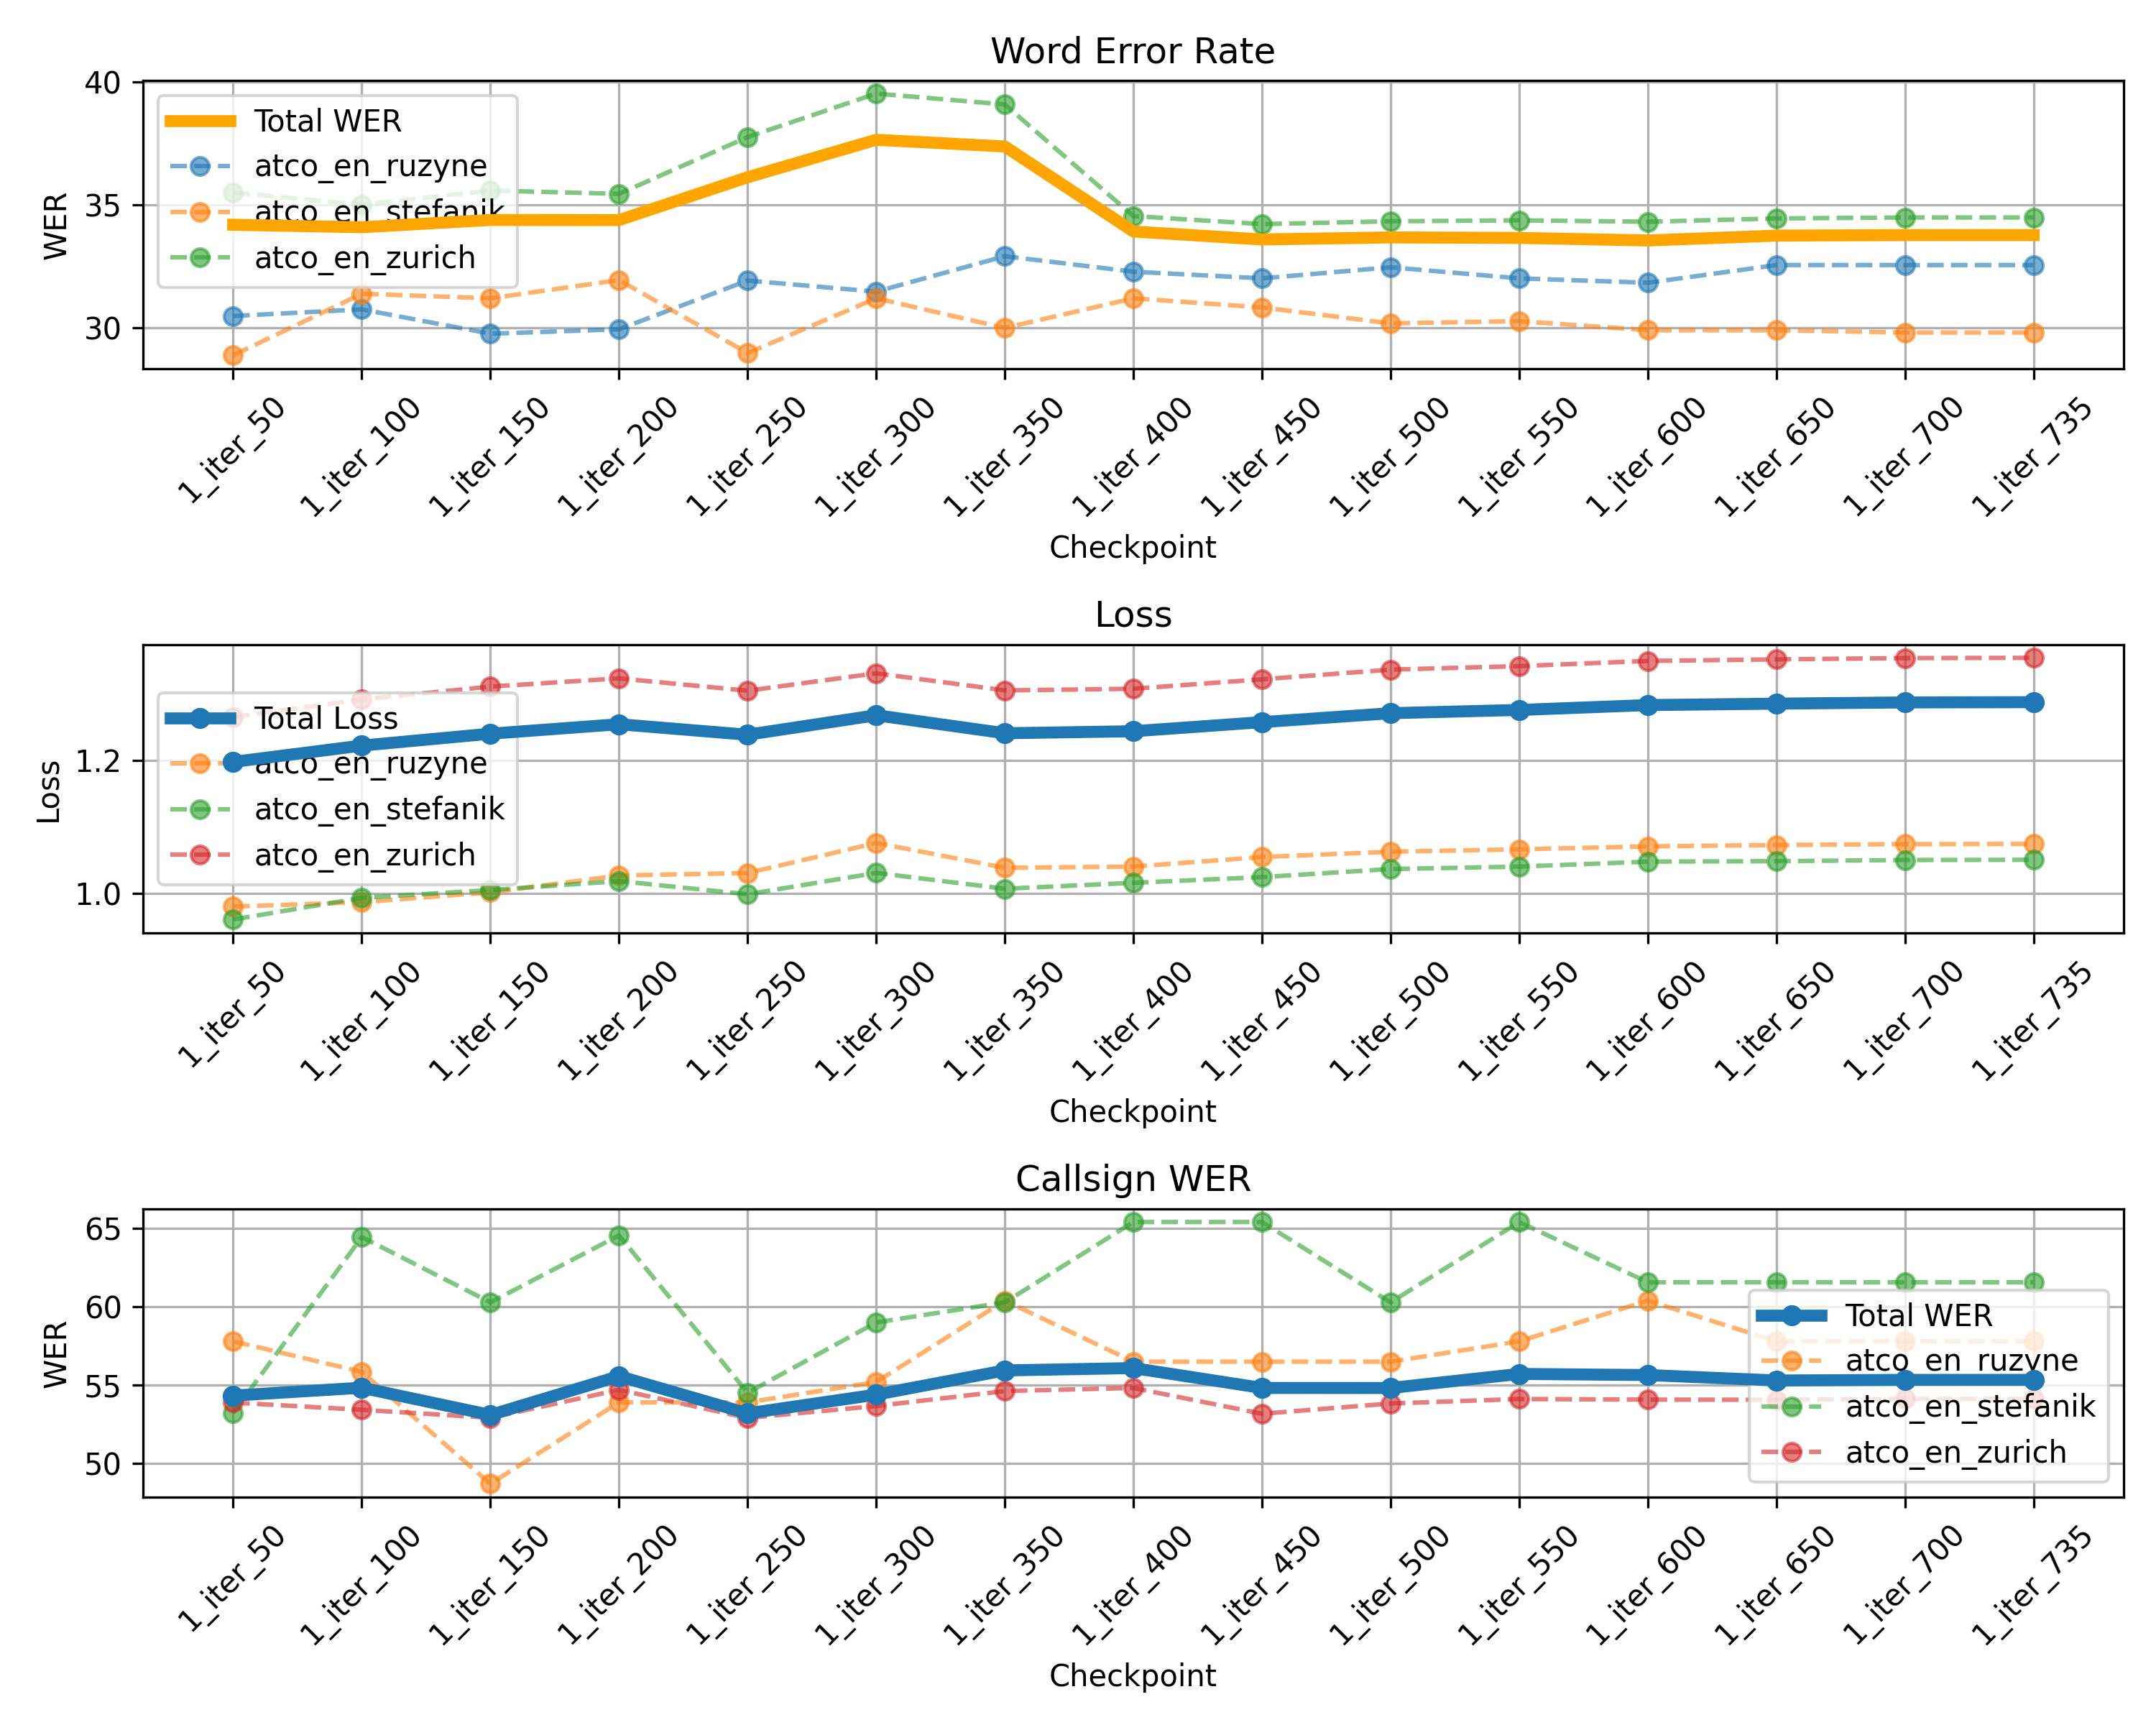 Word Error Rate
40
35
30
WER
Total WER
atco_en_ruzyne
atco_en_stefanik
atco_en_zurich
1_iter_50
1_iter_100
1_iter_150
1_iter_200
1_iter_250
1_iter_300
1_iter_350
1_iter_400
1_iter_450
1_iter_500
1_iter_550
1_iter_600
1_iter_650
1_iter_700
1_iter_735
Checkpoint
Loss
1.2
1.0
Loss
Total Loss
atco_en_ruzyne
atco_en_stefanik
atco_en_zurich
1_iter_50
1_iter_100
1_iter_150
1_iter_200
1_iter_250
1_iter_300
1_iter_350
1_iter_400
1_iter_450
1_iter_500
1_iter_550
1_iter_600
1_iter_650
1_iter_700
1_iter_735
Checkpoint
Callsign WER
65
60
55
50
WER
Total WER
atco_en_ruzyne
atco_en_stefanik
atco_en_zurich
1_iter_50
1_iter_100
1_iter_150
1_iter_200
1_iter_250
1_iter_300
1_iter_350
1_iter_400
1_iter_450
1_iter_500
1_iter_550
1_iter_600
1_iter_650
1_iter_700
1_iter_735
Checkpoint